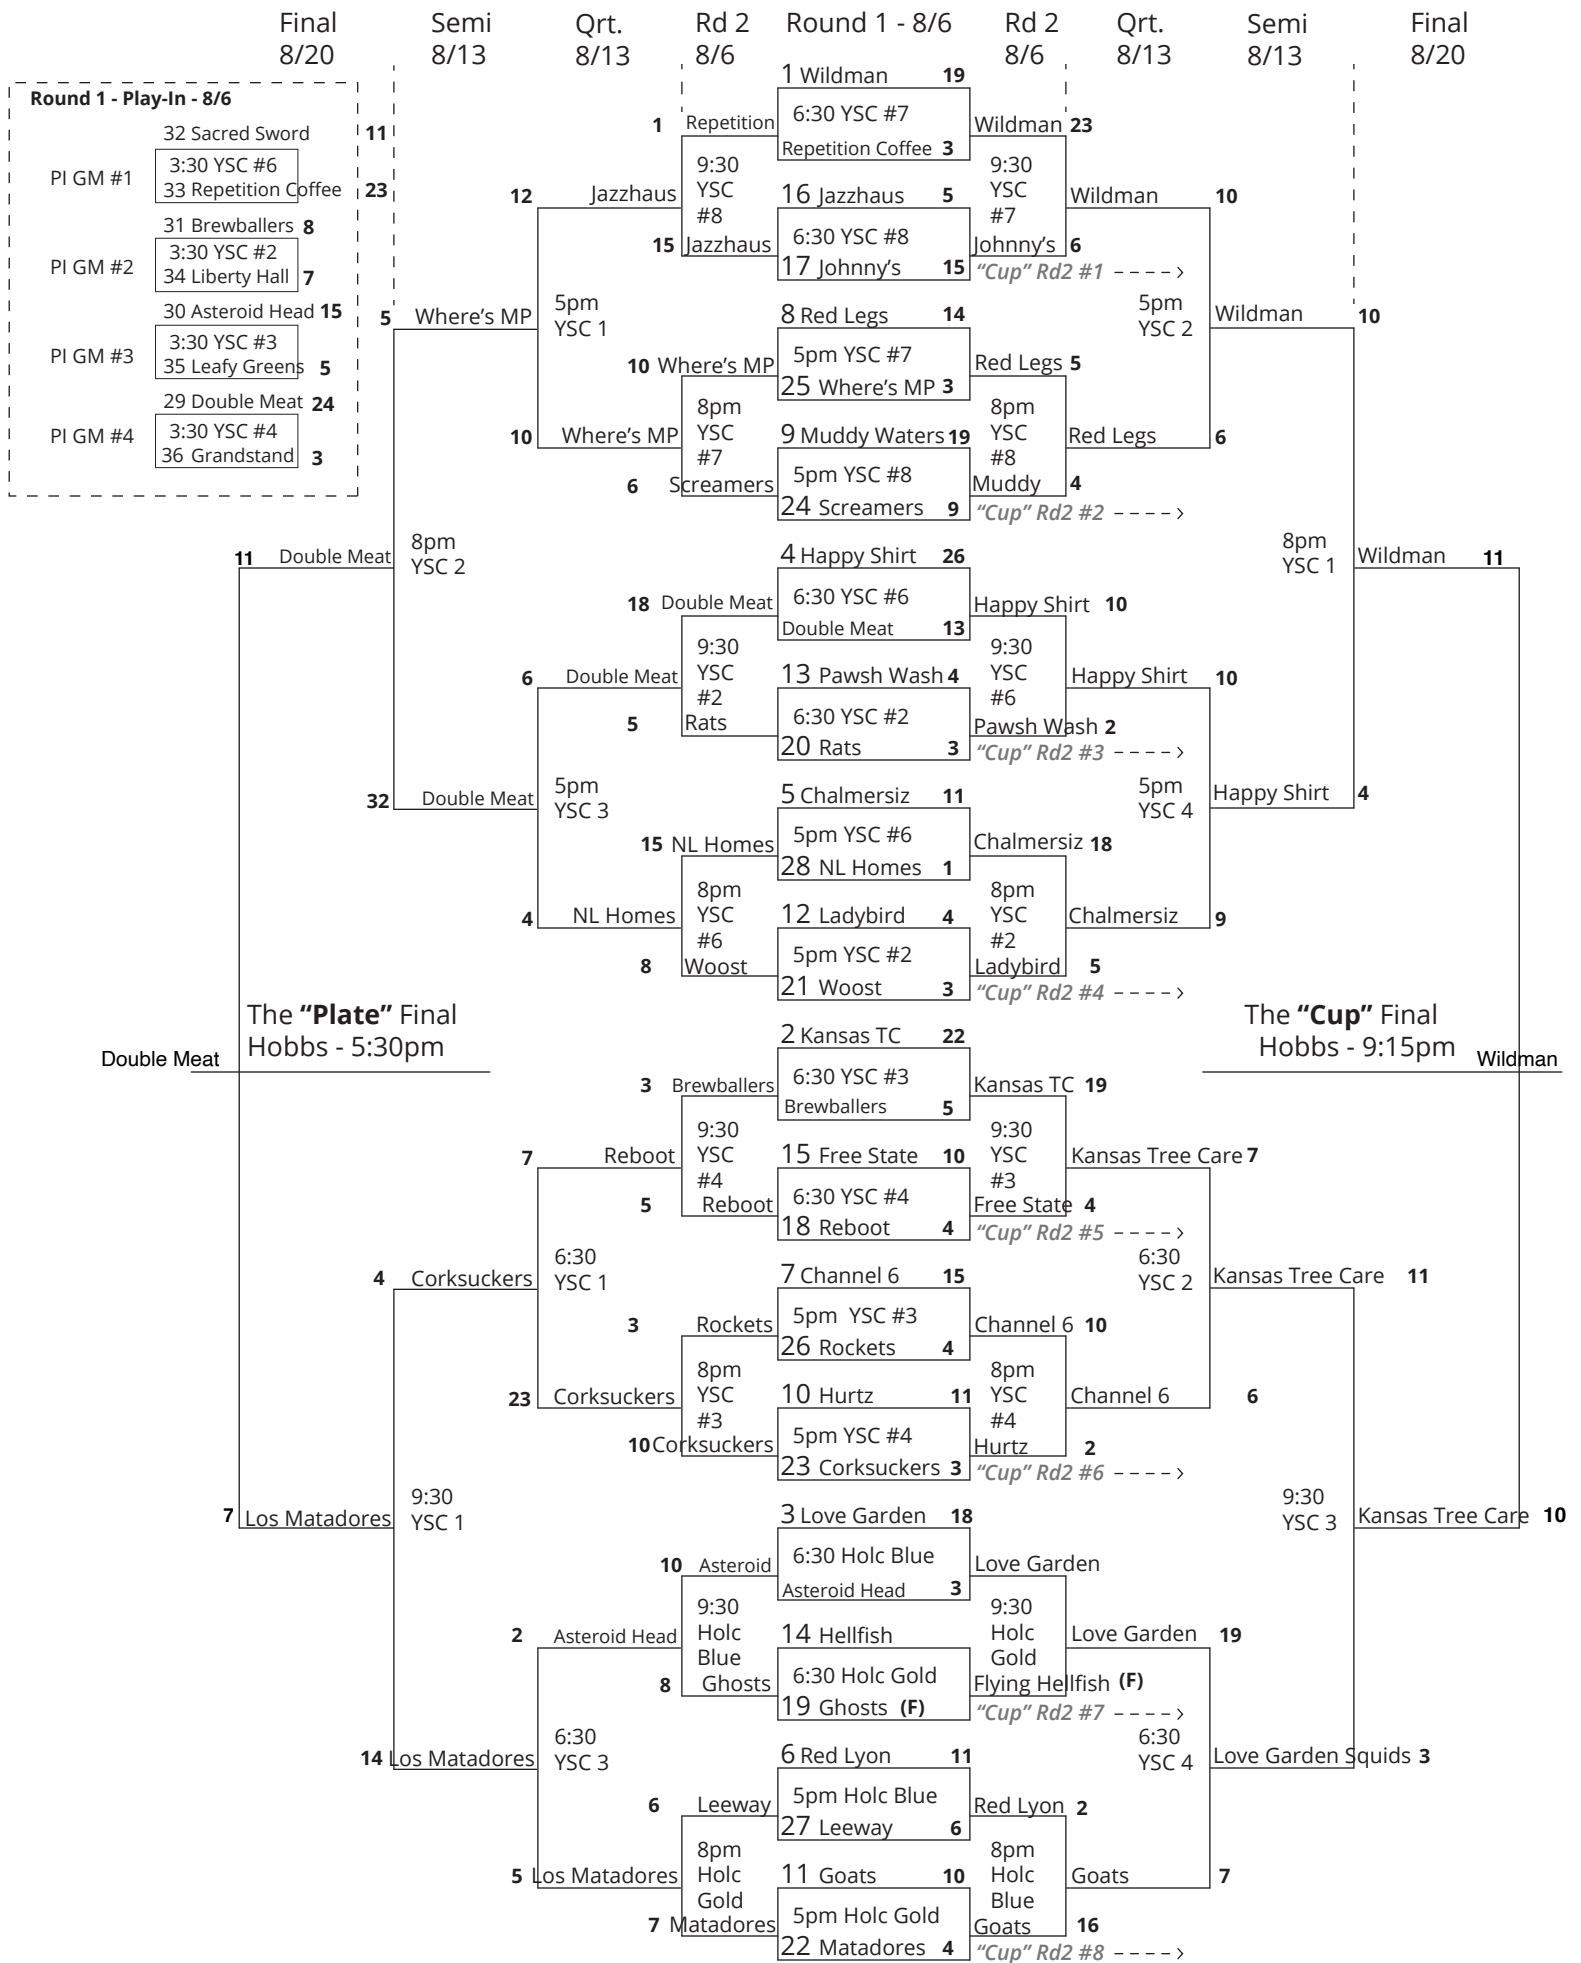 Final Semi Qrt. Rd 2 Round 1 - 8/6 Rd 2 Qrt. Semi Final
8/20 8/13 8/13 8/6 8/6 8/13 8/13 8/20
Round 1 - Play-In - 8/6
32 Sacred Sword 11
PI GM #1
3:30 YSC #6
33 Repetition Coffee 23
31 Brewballers 8
PI GM #2
3:30 YSC #2
34 Liberty Hall 7
30 Asteroid Head 15
PI GM #3
3:30 YSC #3
35 Leafy Greens 5
29 Double Meat 24
PI GM #4
3:30 YSC #4
36 Grandstand 3
1 Wildman 19
6:30 YSC #7
Repetition Coffee 3
16 Jazzhaus 5
6:30 YSC #8
17 Johnny's 15
8 Red Legs 14
5pm YSC #7
25 Where's MP 3
9 Muddy Waters 19
5pm YSC #8
24 Screamers 9
4 Happy Shirt 26
6:30 YSC #6
Double Meat 13
13 Pawsh Wash 4
6:30 YSC #2
20 Rats 3
5 Chalmersiz 11
5pm YSC #6
28 NL Homes 1
12 Ladybird 4
5pm YSC #2
21 Woost 3
2 Kansas TC 22
6:30 YSC #3
Brewballers 5
15 Free State 10
6:30 YSC #4
18 Reboot 4
7 Channel 6 15
5pm YSC #3
26 Rockets 4
10 Hurtz 11
5pm YSC #4
23 Corksuckers 3
3 Love Garden 18
6:30 Holc Blue
Asteroid Head 3
14 Hellfish
6:30 Holc Gold
19 Ghosts (F)
6 Red Lyon 11
5pm Holc Blue
27 Leeway 6
11 Goats 10
5pm Holc Gold
22 Matadores 4
1 Repetition
9:30
YSC
#8
15 Jazzhaus
10 Where's MP
8pm
YSC
#7
6 Screamers
18 Double Meat
9:30
YSC
#2
5 Rats
15 NL Homes
8pm
YSC
#6
8 Woost
3 Brewballers
9:30
YSC
#4
5 Reboot
3 Rockets
8pm
YSC
#3
10 Corksuckers
10 Asteroid
9:30
Holc
Blue
8 Ghosts
6 Leeway
8pm
Holc
Gold
7 Matadores
12 Jazzhaus
5pm
YSC 1
10 Where's MP
6 Double Meat
5pm
YSC 3
4 NL Homes
7 Reboot
6:30
YSC 1
23 Corksuckers
2 Asteroid Head
6:30
YSC 3
5 Los Matadores
5 Where's MP
8pm
YSC 2
32 Double Meat
4 Corksuckers
9:30
YSC 1
14 Los Matadores
11 Double Meat
The "Plate" Final
Hobbs - 5:30pm
Double Meat
7 Los Matadores
Wildman 23
9:30
YSC
#7
Johnny's 6
"Cup" Rd2 #1
Red Legs 5
8pm
YSC
#8
Muddy 4
"Cup" Rd2 #2
Happy Shirt 10
9:30
YSC
#6
Pawsh Wash 2
"Cup" Rd2 #3
Chalmersiz 18
8pm
YSC
#2
Ladybird 5
"Cup" Rd2 #4
Kansas TC 19
9:30
YSC
#3
Free State 4
"Cup" Rd2 #5
Channel 6 10
8pm
YSC
#4
Hurtz 2
"Cup" Rd2 #6
Love Garden
9:30
Holc
Gold
Flying Hellfish (F)
"Cup" Rd2 #7
Red Lyon 2
8pm
Holc
Blue
Goats 16
"Cup" Rd2 #8
Wildman 10
5pm
YSC 2
Red Legs 6
Happy Shirt 10
5pm
YSC 4
Chalmersiz 9
Kansas Tree Care 7
6:30
YSC 2
Channel 6 6
Love Garden 19
6:30
YSC 4
Goats 7
Wildman 10
8pm
YSC 1
Happy Shirt 4
Kansas Tree Care 11
9:30
YSC 3
Love Garden Squids 3
Wildman 11
The "Cup" Final
Hobbs - 9:15pm
Wildman
Kansas Tree Care 10